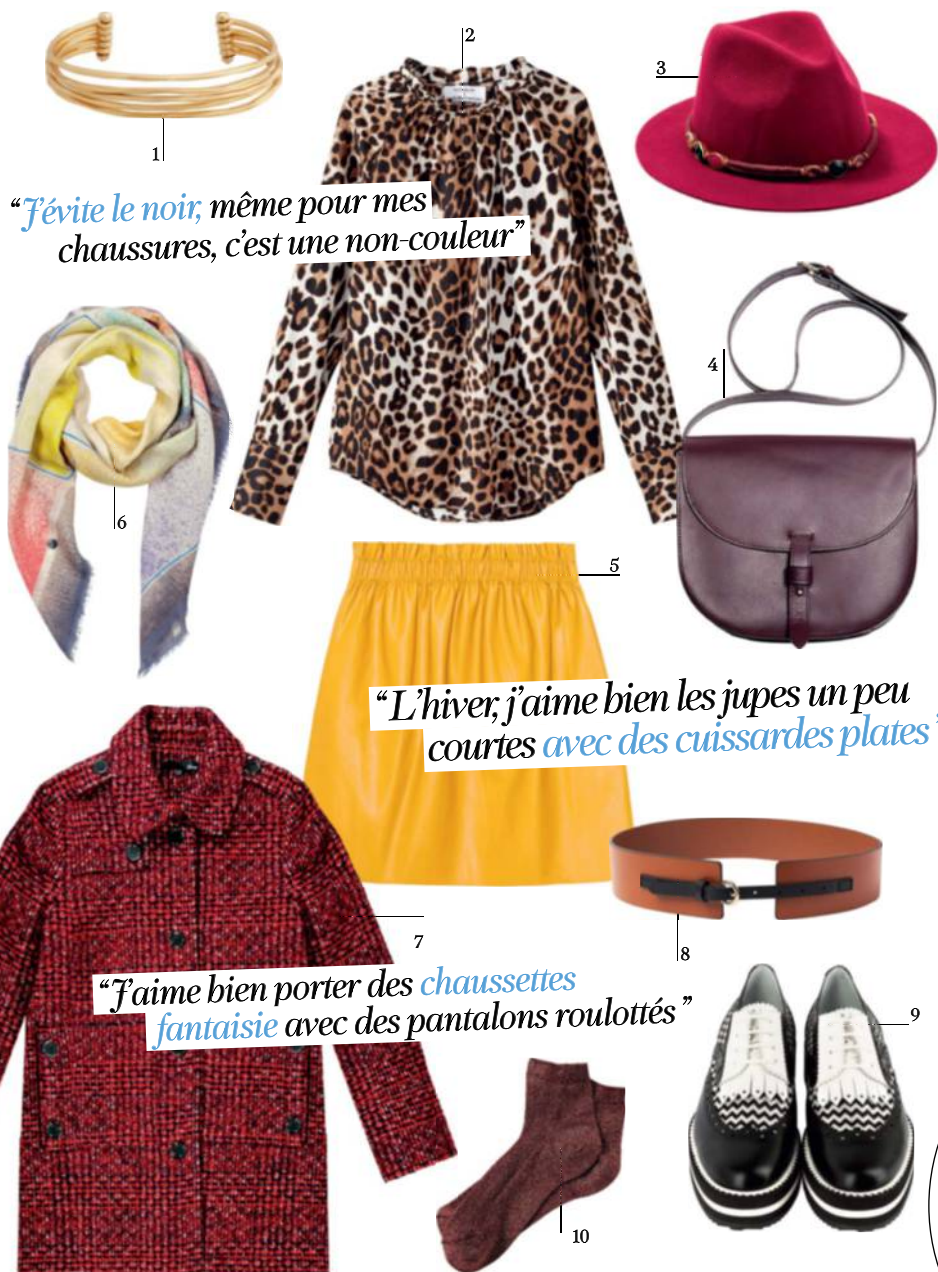 2
3
1
“J’évite le noir, même pour mes
chaussures, c’est une non-couleur”
4
6
5
“L’hiver, j’aime bien les jupes un peu
courtes avec des cuissardes plates”
7
8
“J’aime bien porter des chaussettes
fantaisie avec des pantalons roulottés”
9
10